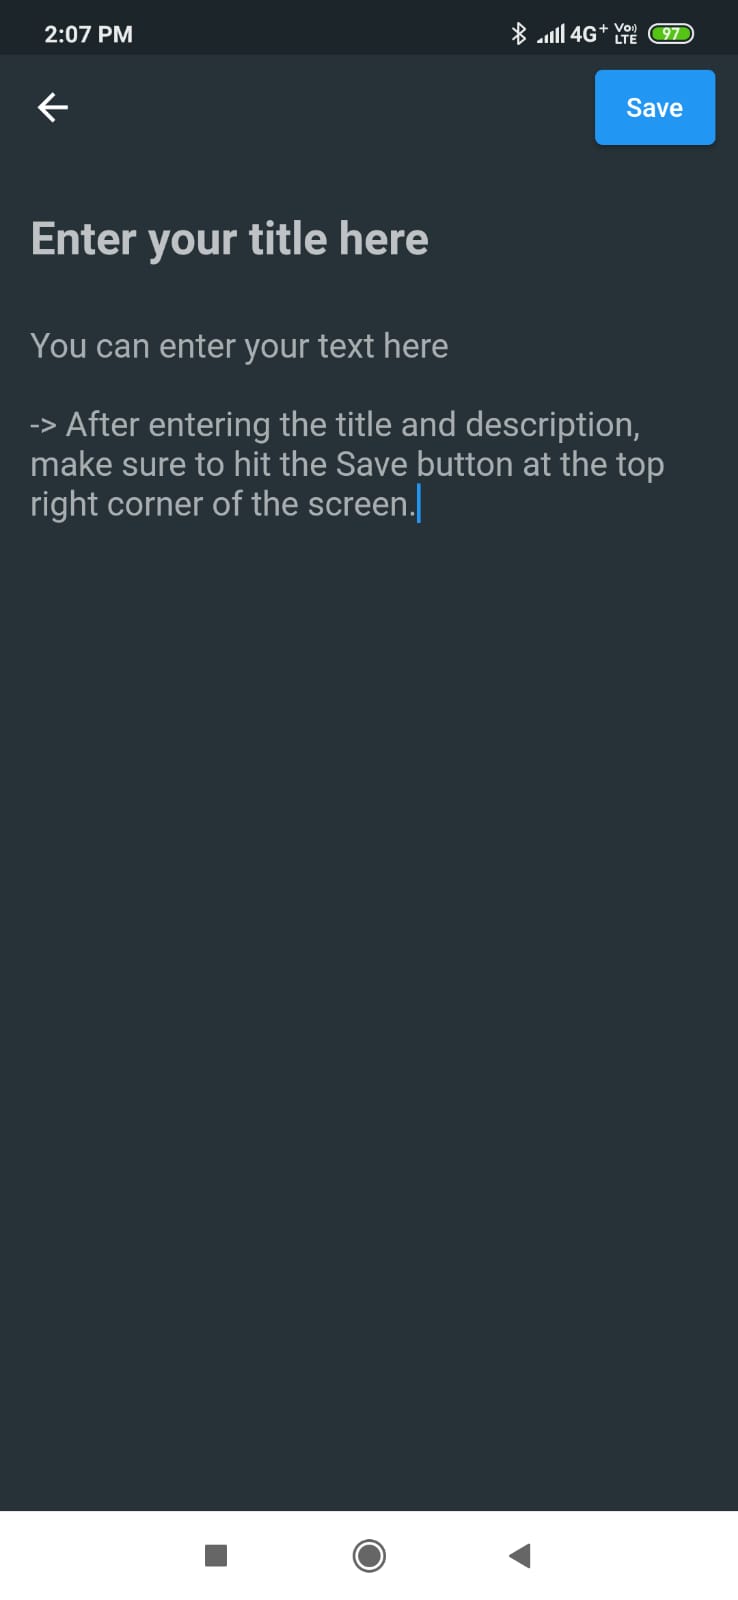 2:07 PM
4G+ Vo) LTE 97
Save
Enter your title here
You can enter your text here
-> After entering the title and description,
make sure to hit the Save button at the top
right corner of the screen.